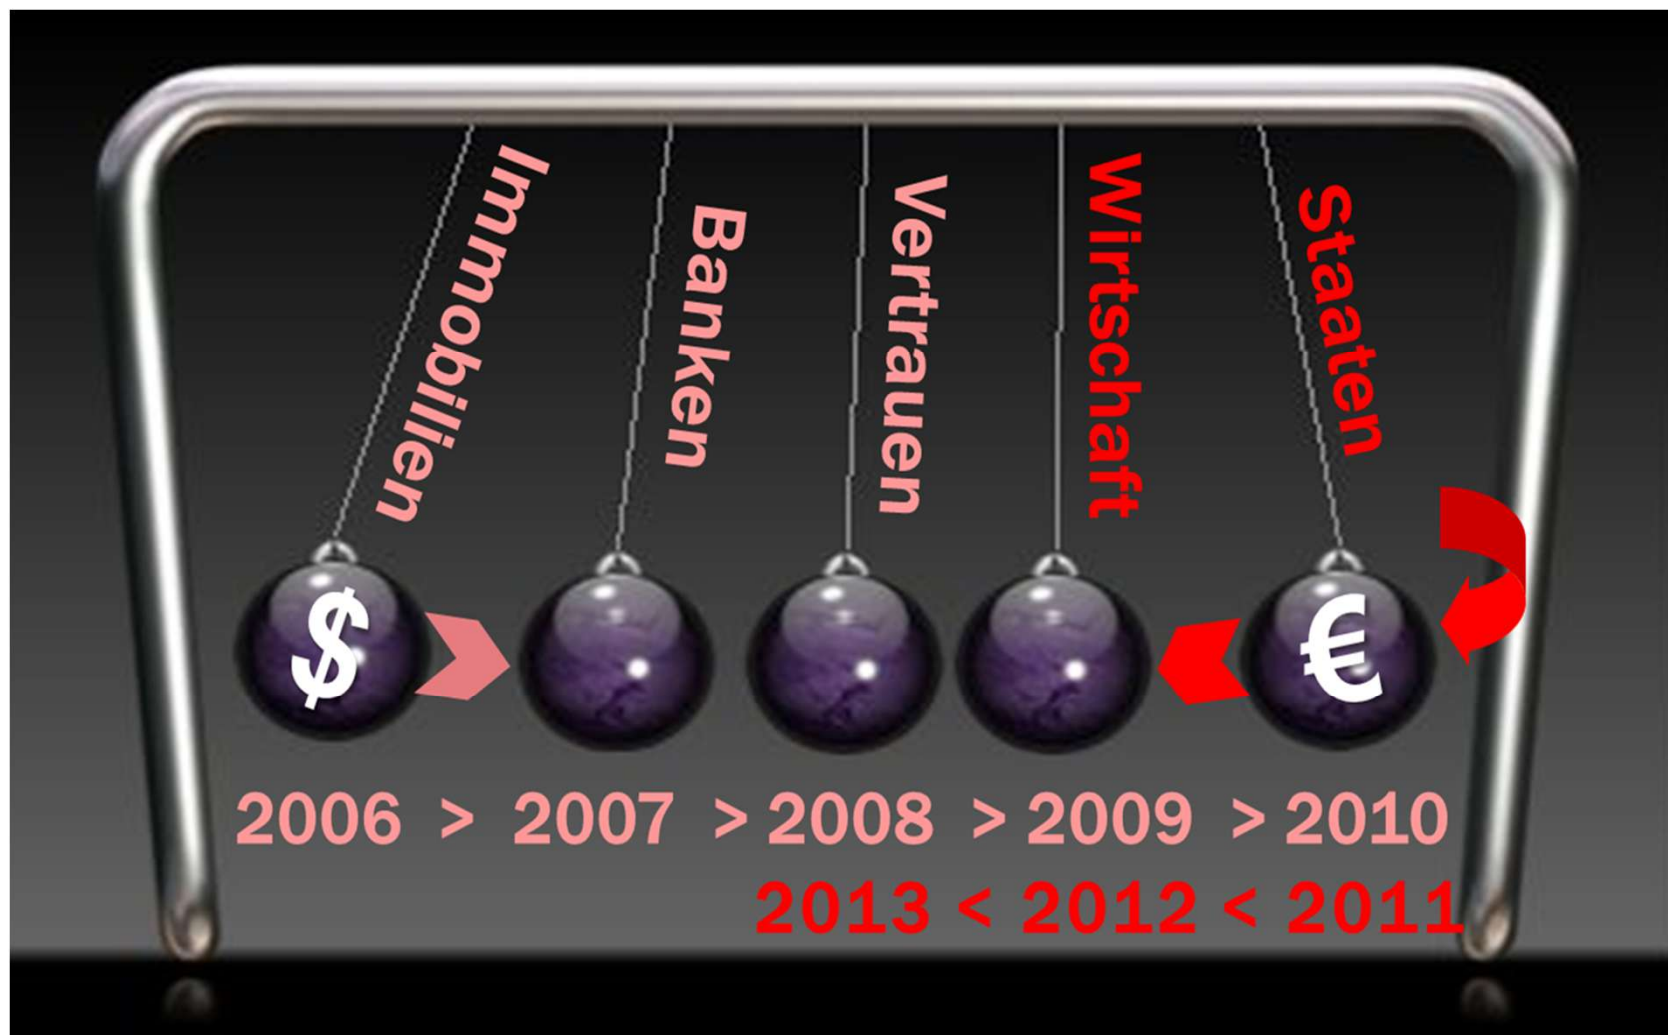 Immobilien
Banken
Vertrauen
Wirtschaft
Staaten
$
€
2006 > 2007 > 2008 > 2009 > 2010
2013 < 2012 < 2011